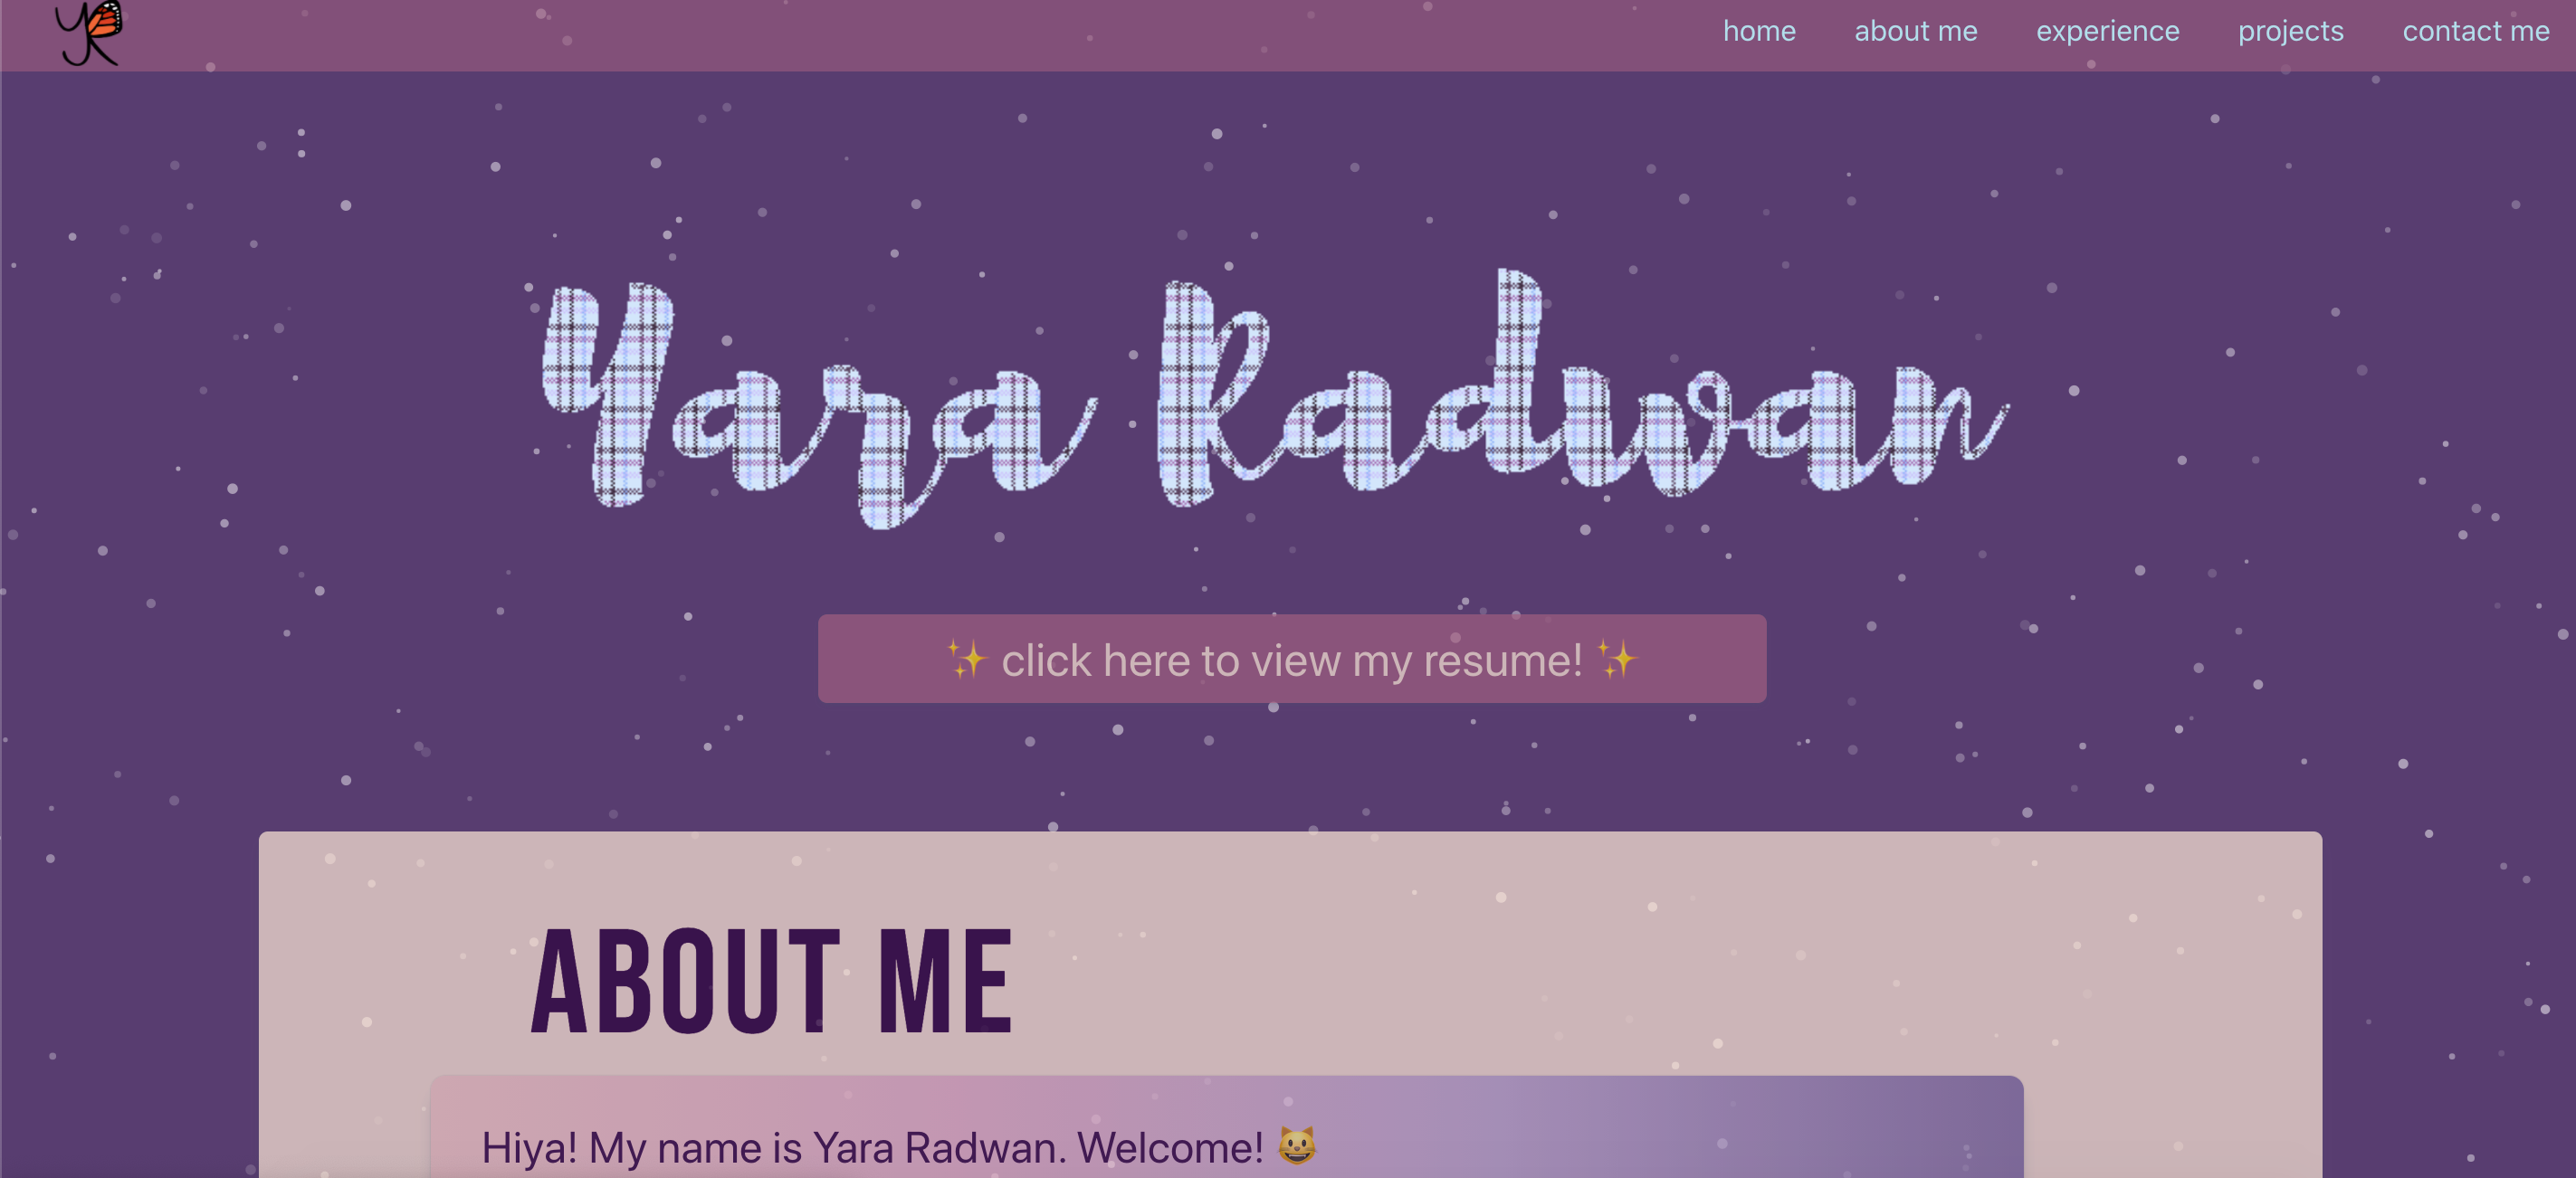 YR
home about me experience projects contact me
Yara Radwan
✨ click here to view my resume! ✨
ABOUT ME
Hiya! My name is Yara Radwan. Welcome! 😺